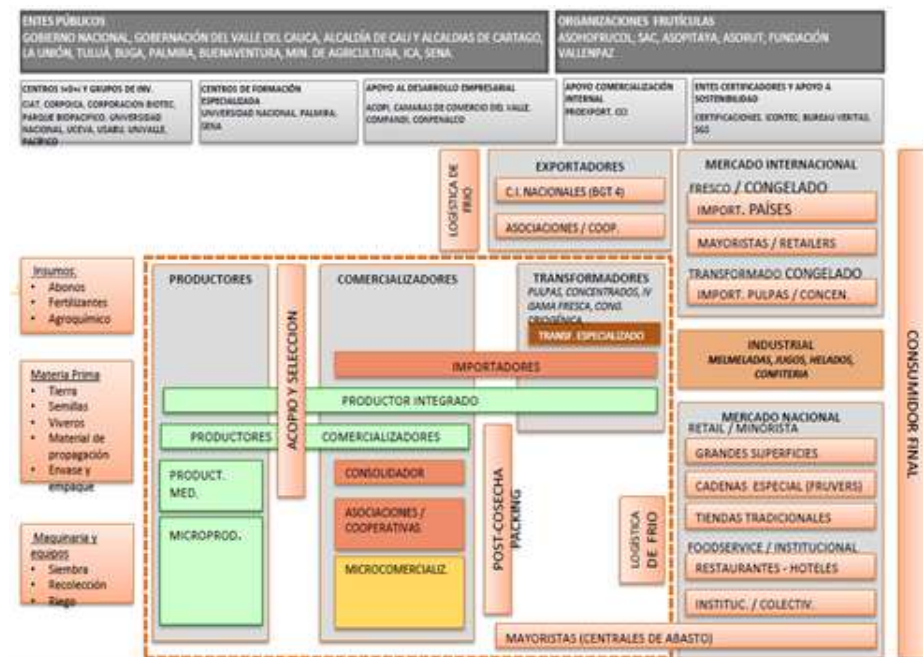 ENTES PÚBLICOS
GOBIERNO NACIONAL, GOBERNACIÓN DEL VALLE DEL CAUCA, ALCALDÍA DE CALI Y ALCALDIAS DE CARTAGO,
LA UNIÓN, TULUÁ, BUGA, PALMIRA, BUENAVENTURA, MIN. DE AGRICULTURA, ICA, SENA.
ORGANIZACIONES FRUTÍCULAS
ASOHOFRUCOL, SAC, ASOPITAYA, ASORUT, FUNDACIÓN
VALLENPAZ
CENTROS I+D+i Y GRUPOS DE INV.
CIAT, CORPOICA, CORPORACION BIOTEC,
PARQUE BIOPACIFICO, UNIVERSIDAD
NACIONAL, UCEVA, USABU, UNIVALLE,
PACÍFICO
CENTROS DE FORMACIÓN
ESPECIALIZADA
UNIVERSIDAD NACIONAL, PALMIRA,
SENA
APOYO AL DESARROLLO EMPRESARIAL
ACOPI, CAMARAS DE COMERCIO DEL VALLE,
COMFANDI, CONFENALCO
APOYO COMERCIALIZACIÓN
INTERNAL
PROEXPORT, CCI
ENTES CERTIFICADORES Y APOYO A
SOSTENIBILIDAD
CERTIFICACIONES, ICONTEC, BUREAU VERITAS,
SGS
LOGÍSTICA DE
FRIO
EXPORTADORES
C.I. NACIONALES (BGT 4)
ASOCIACIONES / COOP.
MERCADO INTERNACIONAL
FRESCO / CONGELADO
IMPORT. PAÍSES
MAYORISTAS / RETAILERS
TRANSFORMADO CONGELADO
IMPORT. PULPAS / CONCEN.
Insumos:
• Abonos
• Fertilizantes
• Agroquímico
Materia Prima
• Tierra
• Semillas
• Viveros
• Material de
propagación
• Envase y
empaque
Maquinaria y
equipos
• Siembra
• Recolección
• Riego
PRODUCTORES
ACOPIO Y SELECCION
COMERCIALIZADORES
TRANSFORMADORES
PULPAS, CONCENTRADOS, IV
GAMA FRESCA, CONG.
CRIOGÉNICA
TRANSF. ESPECIALIZADO
IMPORTADORES
PRODUCTOR INTEGRADO
PRODUCTORES COMERCIALIZADORES
PRODUCT.
MED.
MICROPROD.
CONSOLIDADOR
ASOCIACIONES /
COOPERATIVAS
MICROCOMERCIALIZ.
POST-COSECHA
PACKING
LOGÍSTICA
DE FRIO
INDUSTRIAL
MELMELADAS, JUGOS, HELADOS,
CONFITERIA
MERCADO NACIONAL
RETAIL / MINORISTA
GRANDES SUPERFICIES
CADENAS ESPECIAL (FRUVERS)
TIENDAS TRADICIONALES
FOODSERVICE / INSTITUCIONAL
RESTAURANTES - HOTELES
INSTITUC. / COLECTIV.
MAYORISTAS (CENTRALES DE ABASTO)
CONSUMIDOR FINAL